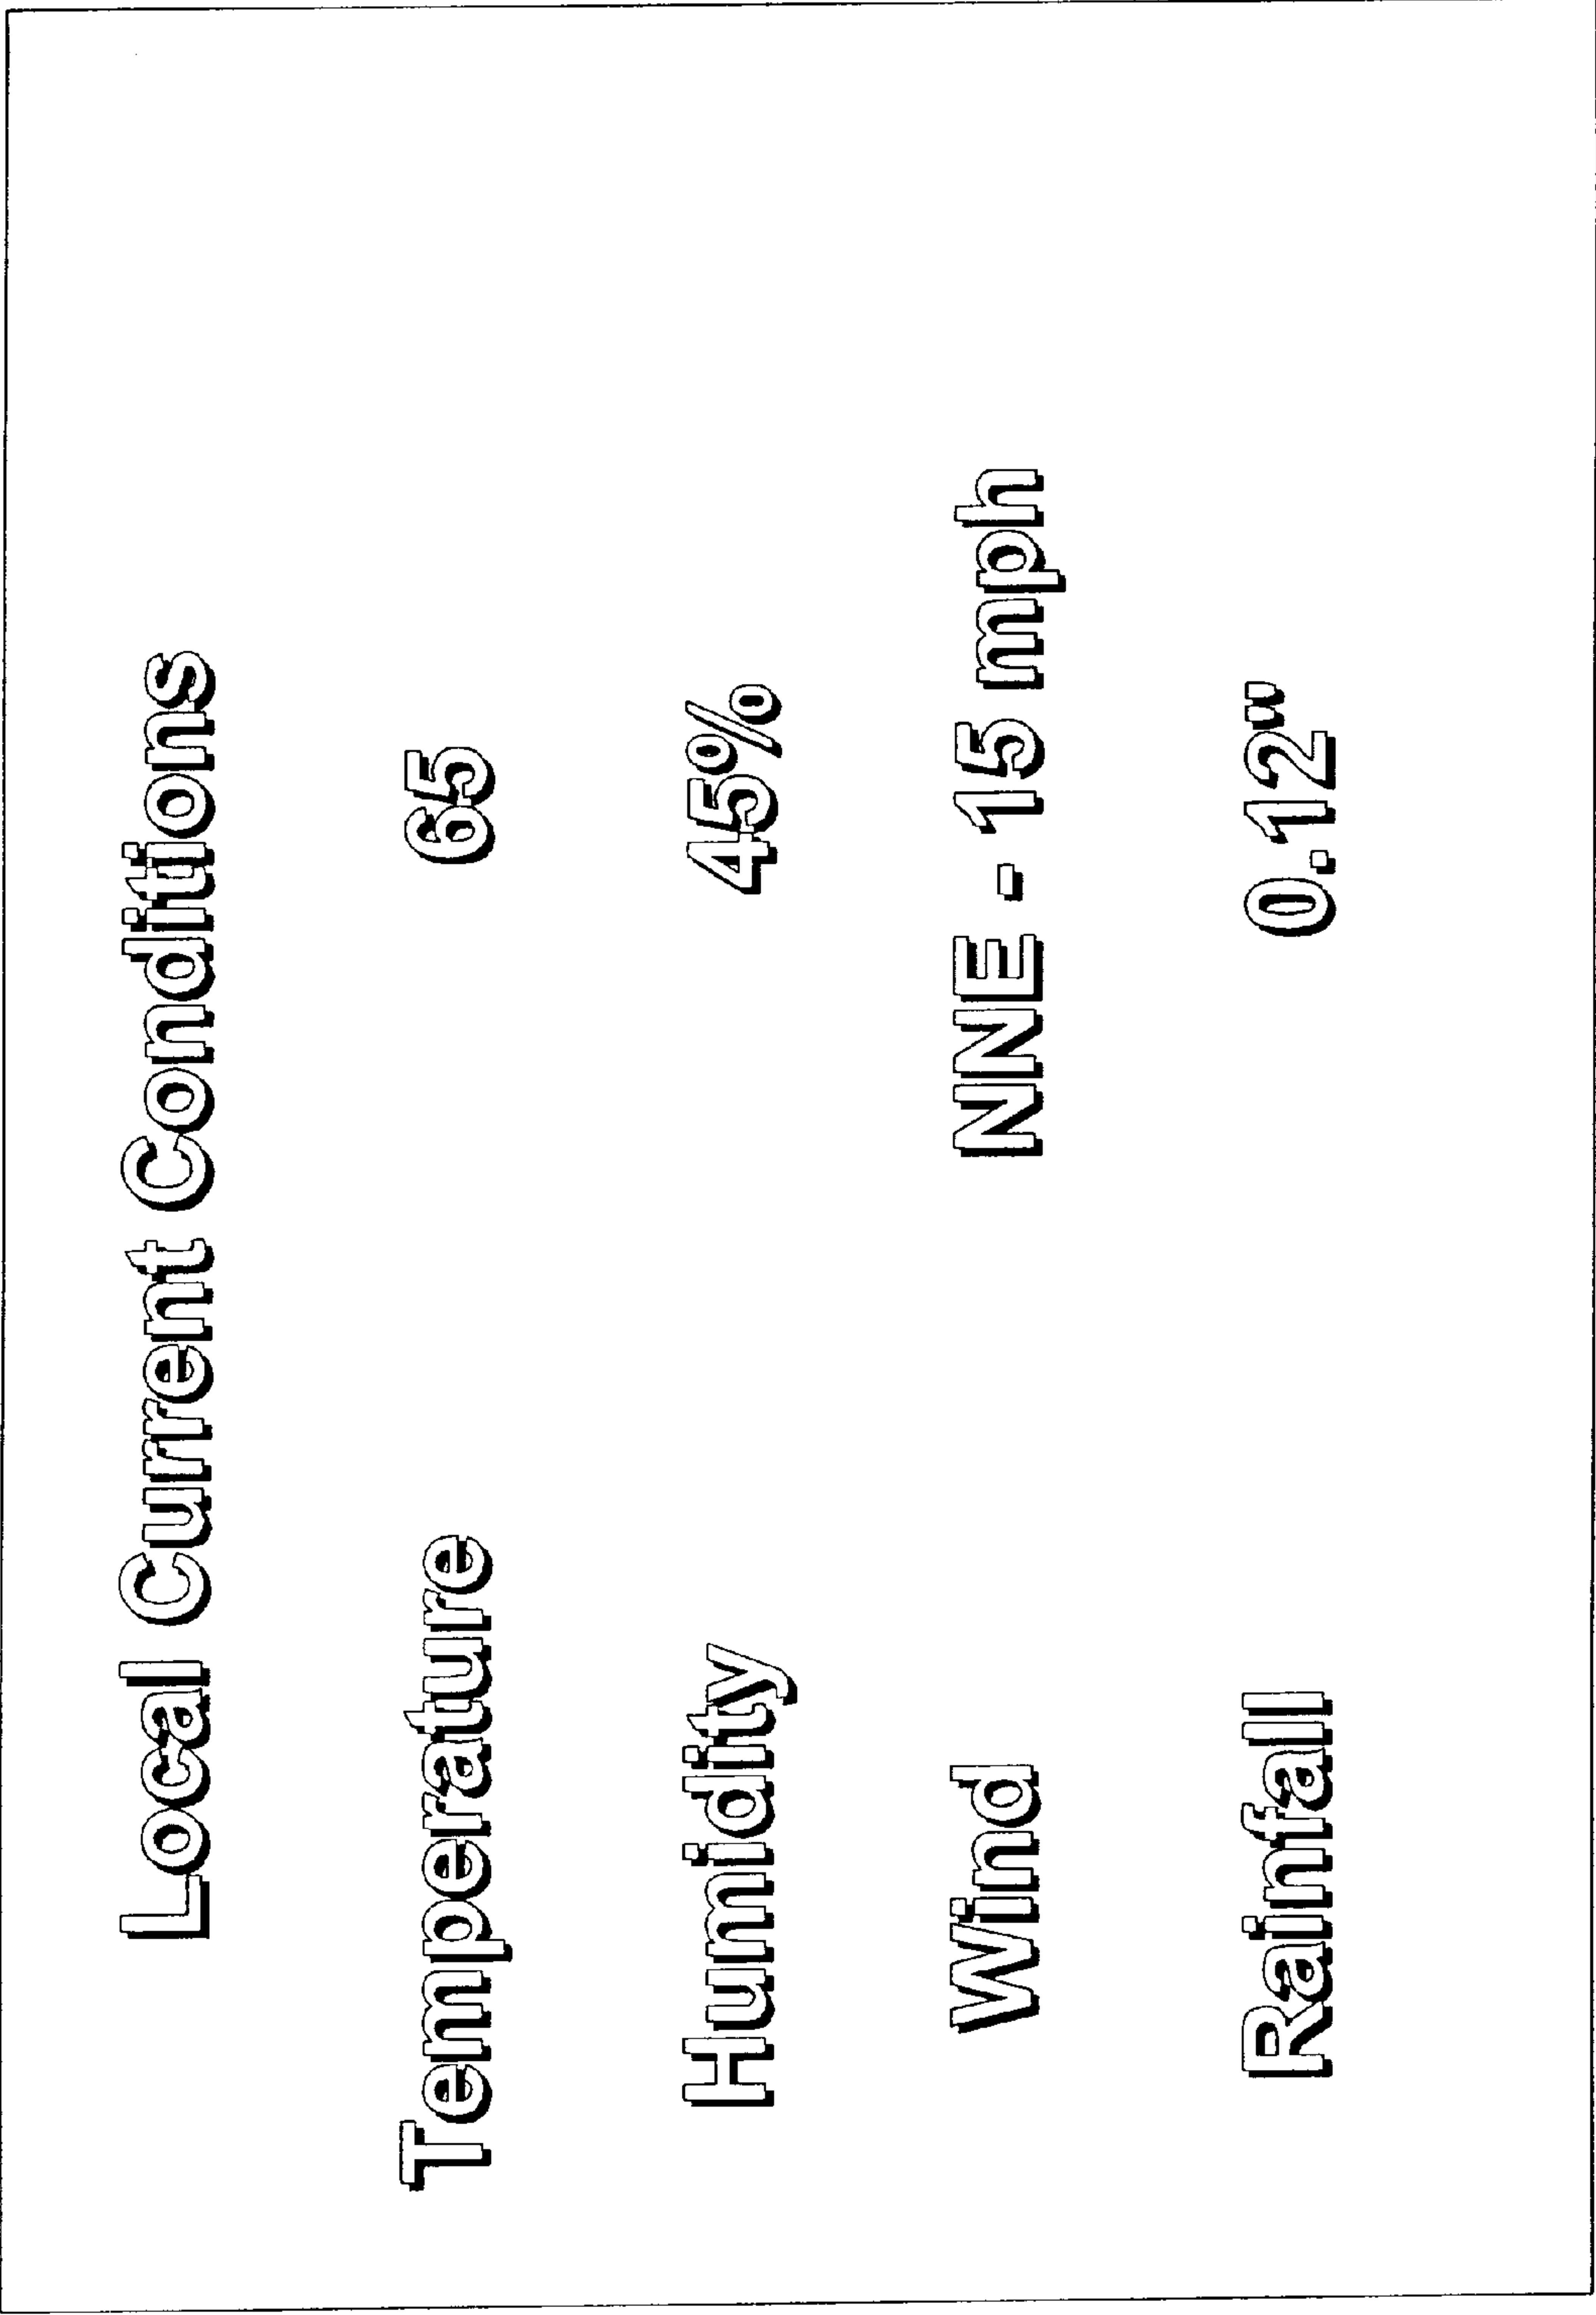 Local Current Conditions
Temperature 65
Humidity 45%
Wind NNE - 15 mph
Rainfall 0.12"